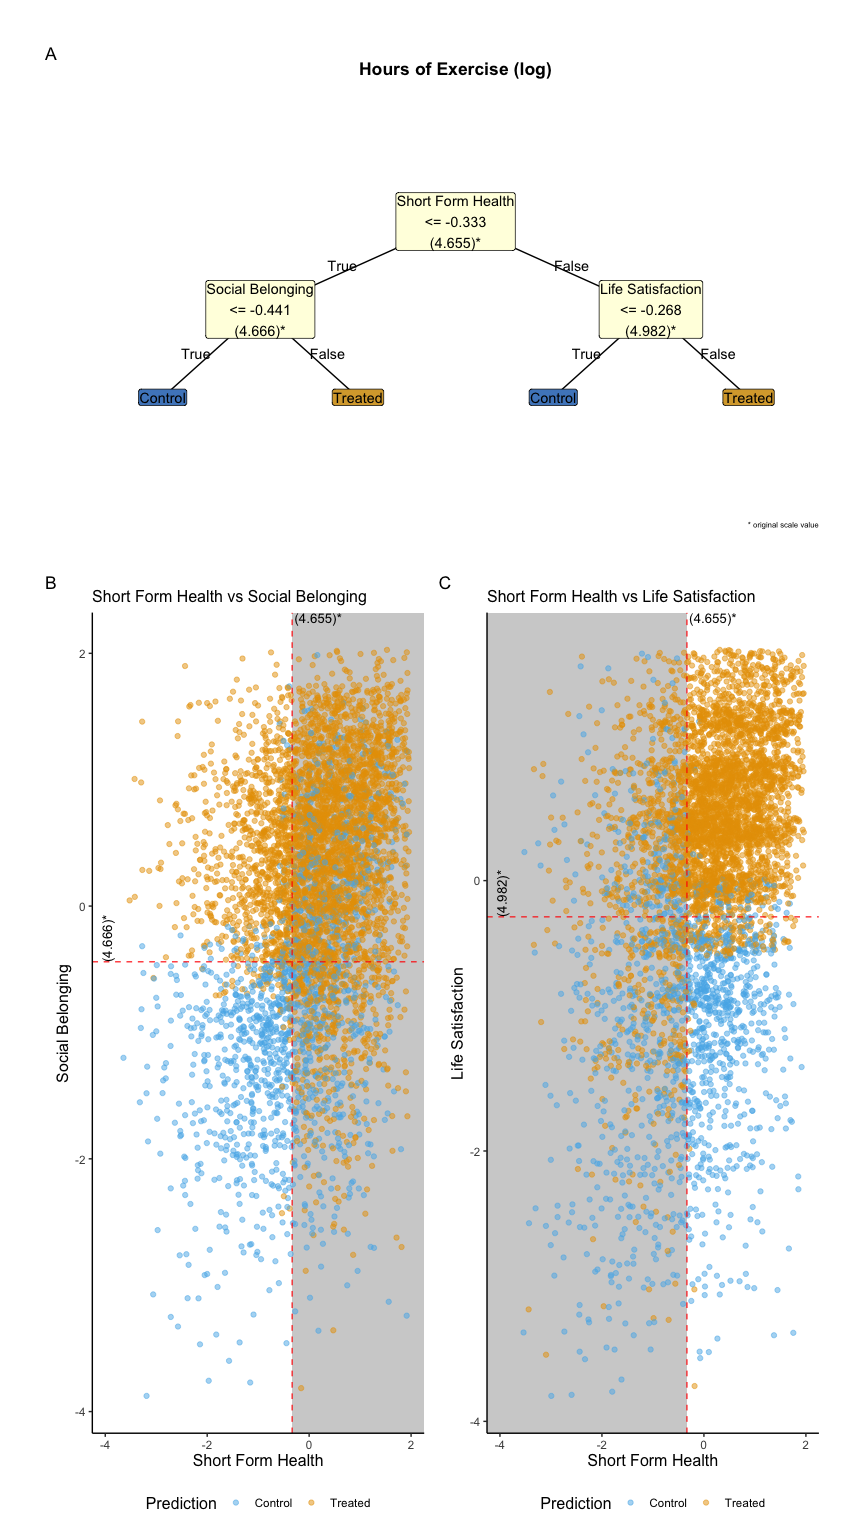 A
Hours of Exercise (log)
Short Form Health
<= -0.333
(4.655)*
True
False
Social Belonging
<= -0.441
(4.666)*
Life Satisfaction
<= -0.268
(4.982)*
True
False
True
False
Control
Treated
Control
Treated
* original scale value
B
Short Form Health vs Social Belonging
(4.655)*
2
0
-2
-4
(4.666)*
Social Belonging
-4
-2
0
2
Short Form Health
Prediction
Control
Treated
C
Short Form Health vs Life Satisfaction
(4.655)*
0
-2
-4
(4.982)*
Life Satisfaction
-4
-2
0
2
Short Form Health
Prediction
Control
Treated